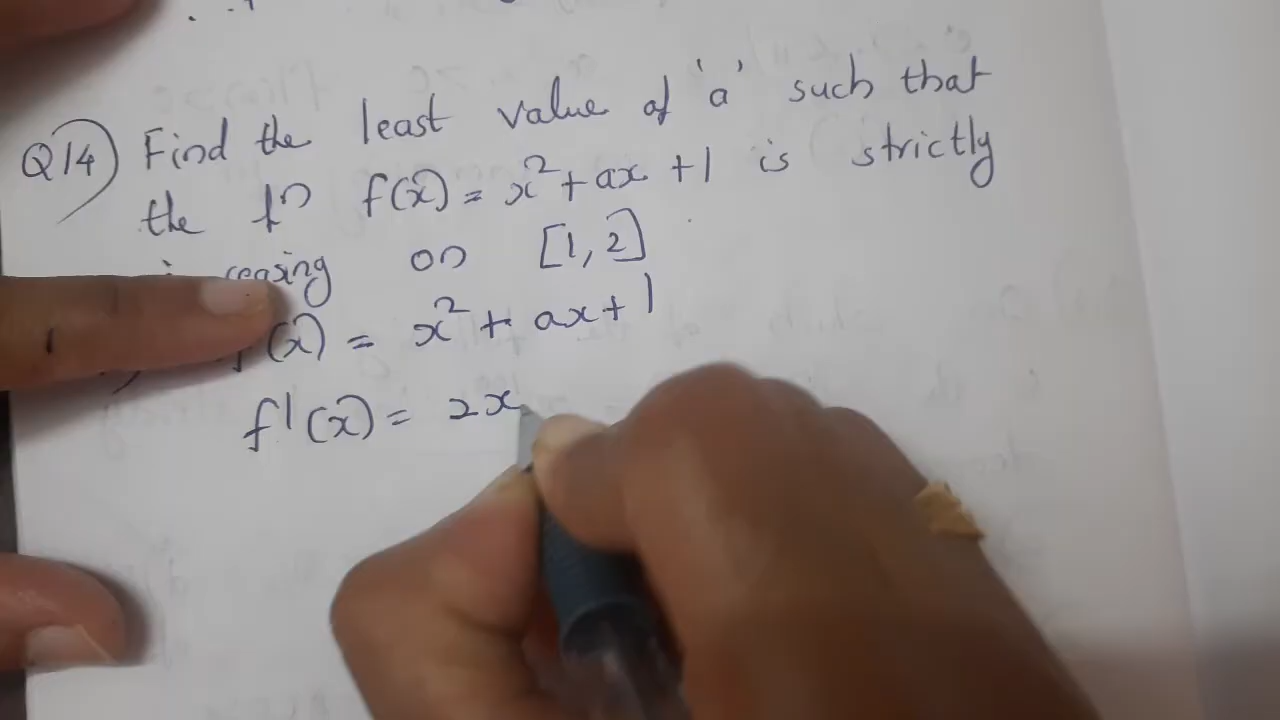 Q14) Find the least value of 'a' such that
the fn f(x) = x² + ax + 1 is strictly
on [1, 2]
(x) = x² + ax + 1
f'(x) = 2x